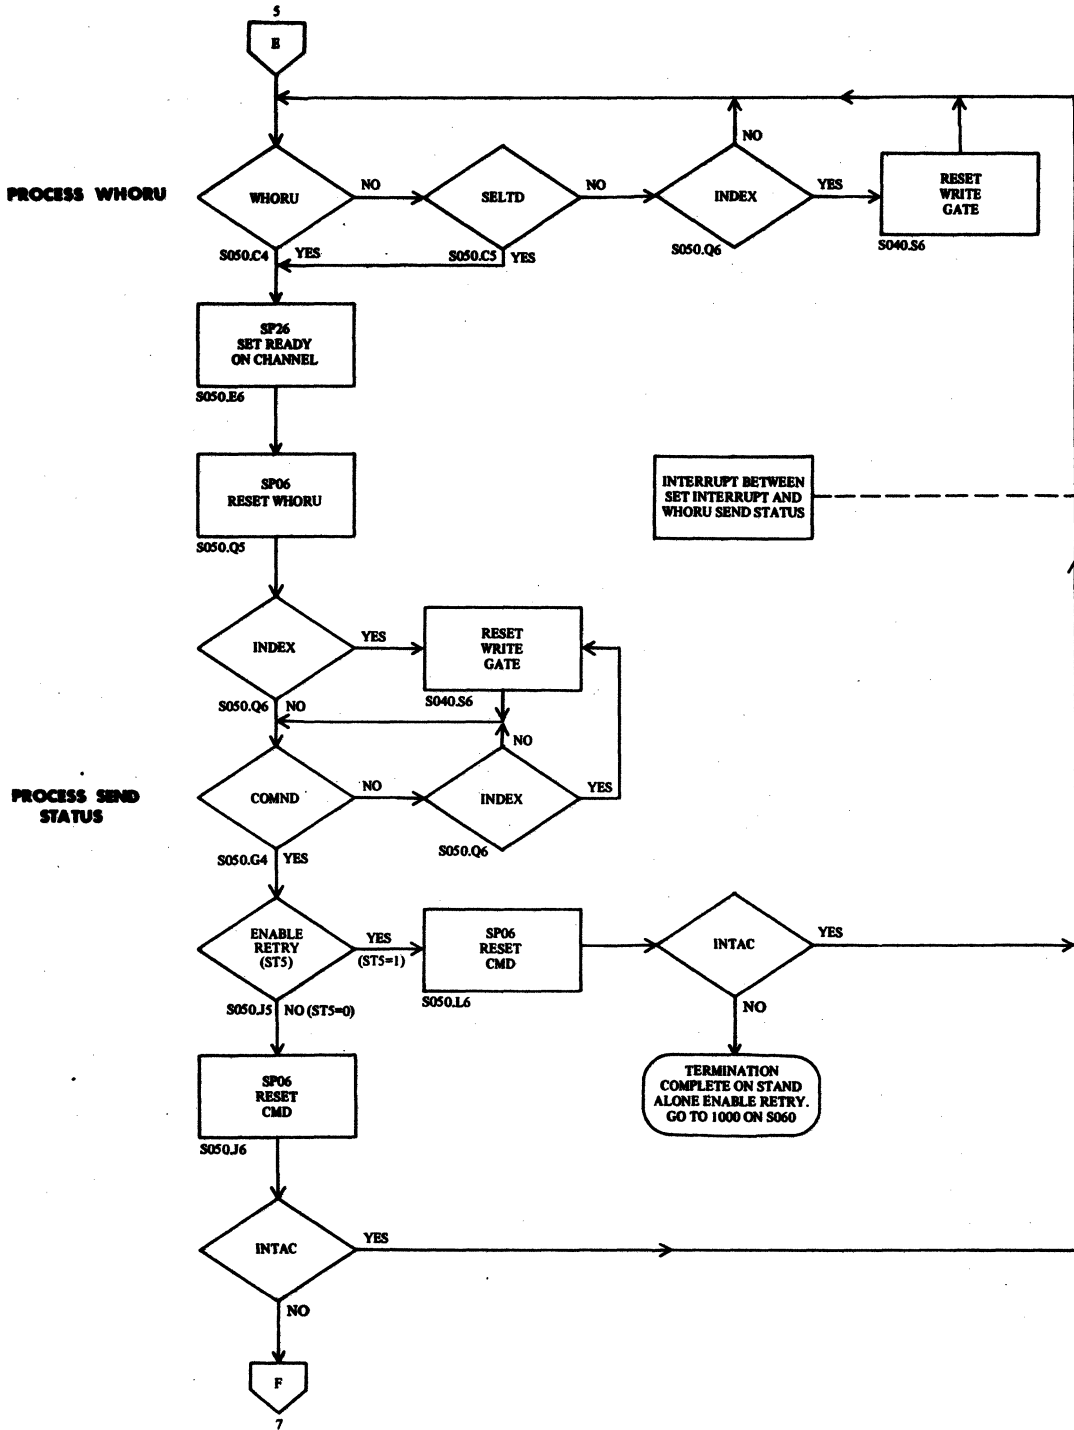 5
E
NO
PROCESS WHORU
WHORU
NO
SELTD
NO
INDEX
YES
RESET
WRITE
GATE
S050.C4
YES
S050.C5
YES
S050.Q6
S040.S6
SP26
SET READY
ON CHANNEL
S050.E6
SP06
RESET WHORU
S050.Q5
INTERRUPT BETWEEN
SET INTERRUPT AND
WHORU SEND STATUS
INDEX
YES
RESET
WRITE
GATE
S050.Q6
NO
S040.S6
NO
PROCESS SEND
STATUS
COMND
NO
INDEX
YES
S050.G4
YES
S050.Q6
ENABLE
RETRY
(ST5)
YES
(ST5=1)
SP06
RESET
CMD
INTAC
YES
S050.J5
NO (ST5=0)
S050.L6
NO
SP06
RESET
CMD
S050.J6
TERMINATION
COMPLETE ON STAND
ALONE ENABLE RETRY.
GO TO 1000 ON S060
INTAC
YES
NO
F
7